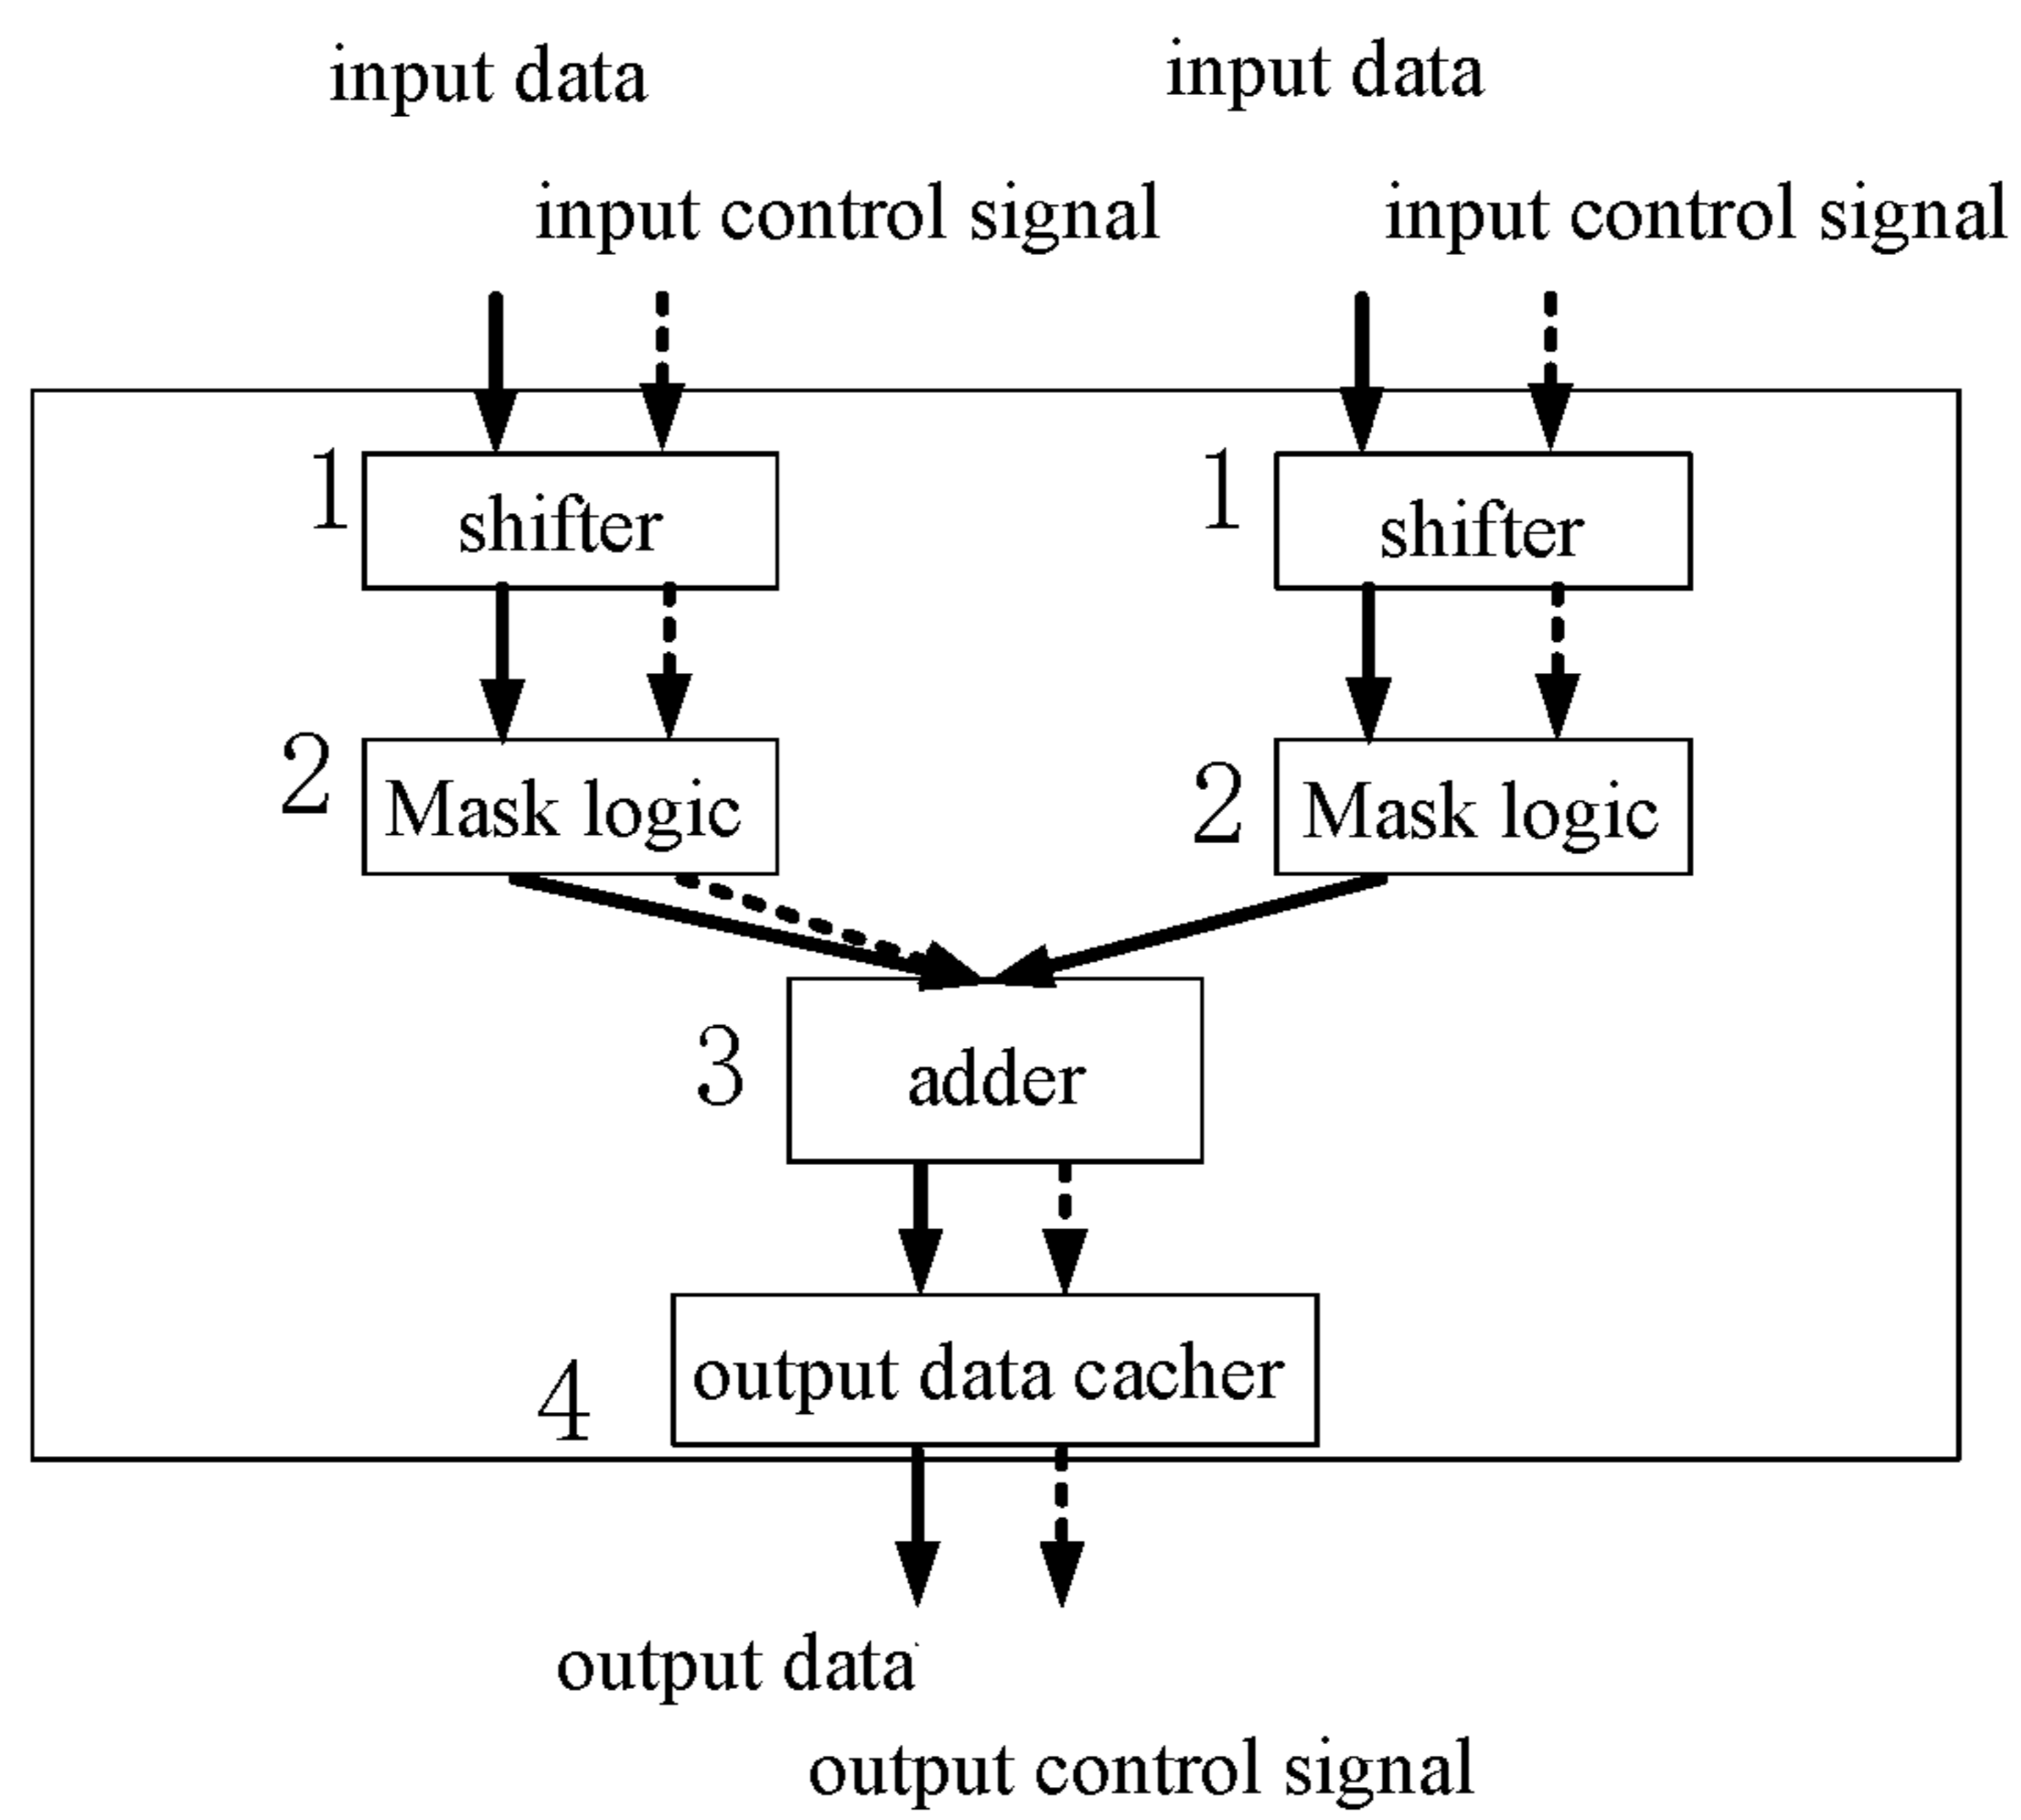 input data
input data
input control signal
input control signal
1
shifter
1
shifter
2
Mask logic
2
Mask logic
3
adder
4
output data cacher
output data
output control signal